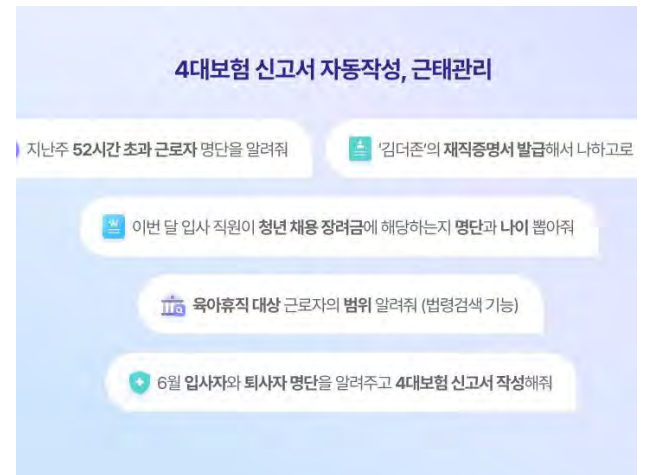 4대보험 신고서 자동작성, 근태관리
지난주 52시간 초과 근로자 명단을 알려줘
'김더존'의 재직증명서 발급해서 나하고로
이번 달 입사 직원이 청년 채용 장려금에 해당하는지 명단과 나이 뽑아줘
육아휴직 대상 근로자의 범위 알려줘 (법령검색 기능)
6월 입사자와 퇴사자 명단을 알려주고 4대보험 신고서 작성해줘